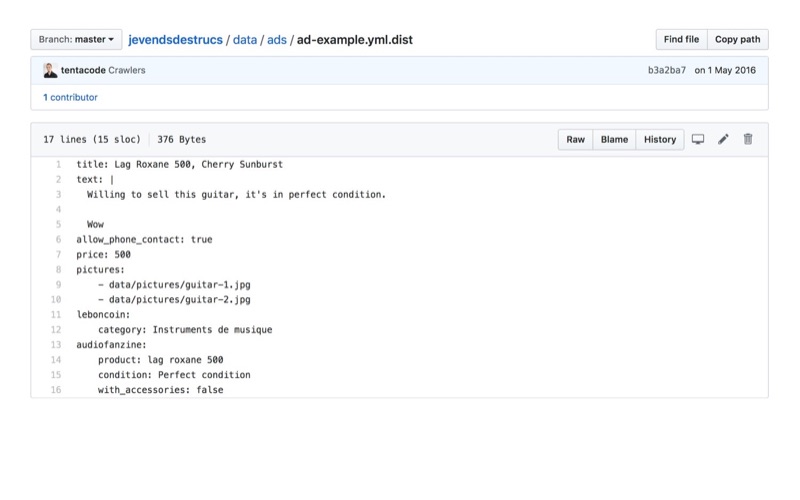 Branch: master
jevendsdestrucs / data / ads / ad-example.yml.dist
Find file
Copy path
tentacode Crawlers
b3a2ba7 on 1 May 2016
1 contributor
17 lines (15 sloc) 376 Bytes
Raw
Blame
History
1 title: Lag Roxane 500, Cherry Sunburst
2 text: |
3 Willing to sell this guitar, it's in perfect condition.
4
5 Wow
6 allow_phone_contact: true
7 price: 500
8 pictures:
9 - data/pictures/guitar-1.jpg
10 - data/pictures/guitar-2.jpg
11 leboncoin:
12 category: Instruments de musique
13 audiofanzine:
14 product: lag roxane 500
15 condition: Perfect condition
16 with_accessories: false